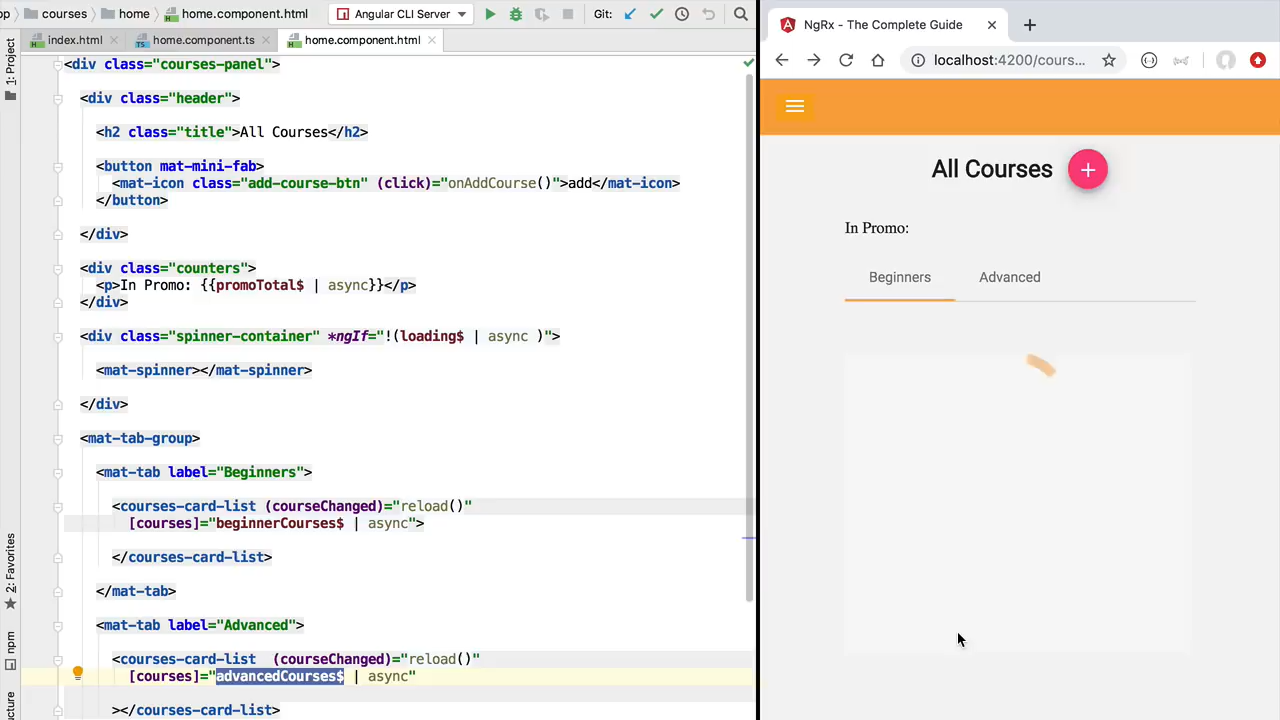 courses home home.component.html Angular CLI Server Git:
index.html home.component.ts home.component.html
1: Project
2: Favorites
npm
<div class="courses-panel">
<div class="header">
<h2 class="title">All Courses</h2>
<button mat-mini-fab>
<mat-icon class="add-course-btn" (click)="onAddCourse()">add</mat-icon>
</button>
</div>
<div class="counters">
<p>In Promo: {{promoTotal$ | async}}</p>
</div>
<div class="spinner-container" *ngIf="!(loading$ | async )">
<mat-spinner></mat-spinner>
</div>
<mat-tab-group>
<mat-tab label="Beginners">
<courses-card-list (courseChanged)="reload()"
[courses]="beginnerCourses$ | async">
</courses-card-list>
</mat-tab>
<mat-tab label="Advanced">
<courses-card-list  (courseChanged)="reload()"
[courses]="advancedCourses$ | async"
></courses-card-list>
NgRx - The Complete Guide
localhost:4200/cours...
All Courses
In Promo:
Beginners Advanced